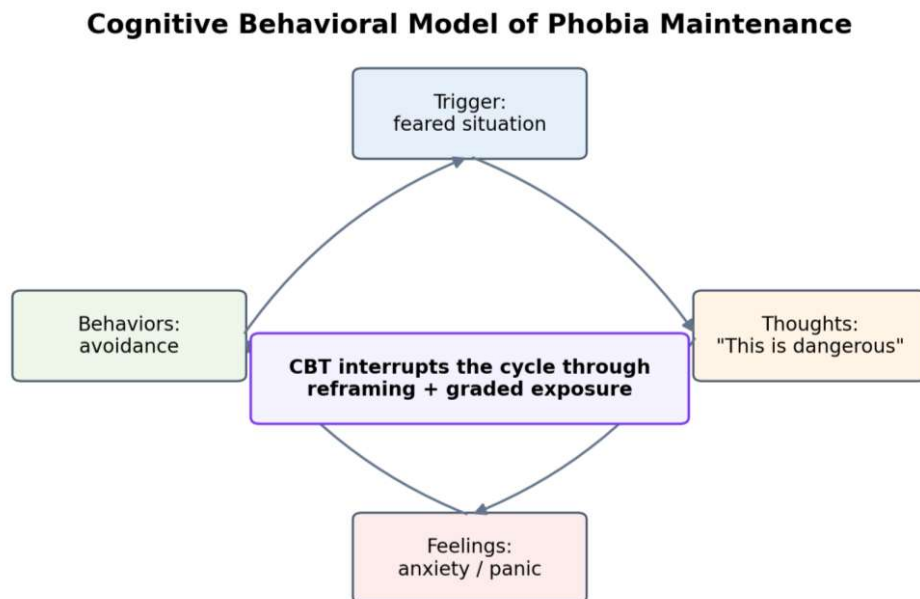 Cognitive Behavioral Model of Phobia Maintenance
Trigger:
feared situation
Behaviors:
avoidance
Thoughts:
"This is dangerous"
CBT interrupts the cycle through
reframing + graded exposure
Feelings:
anxiety / panic